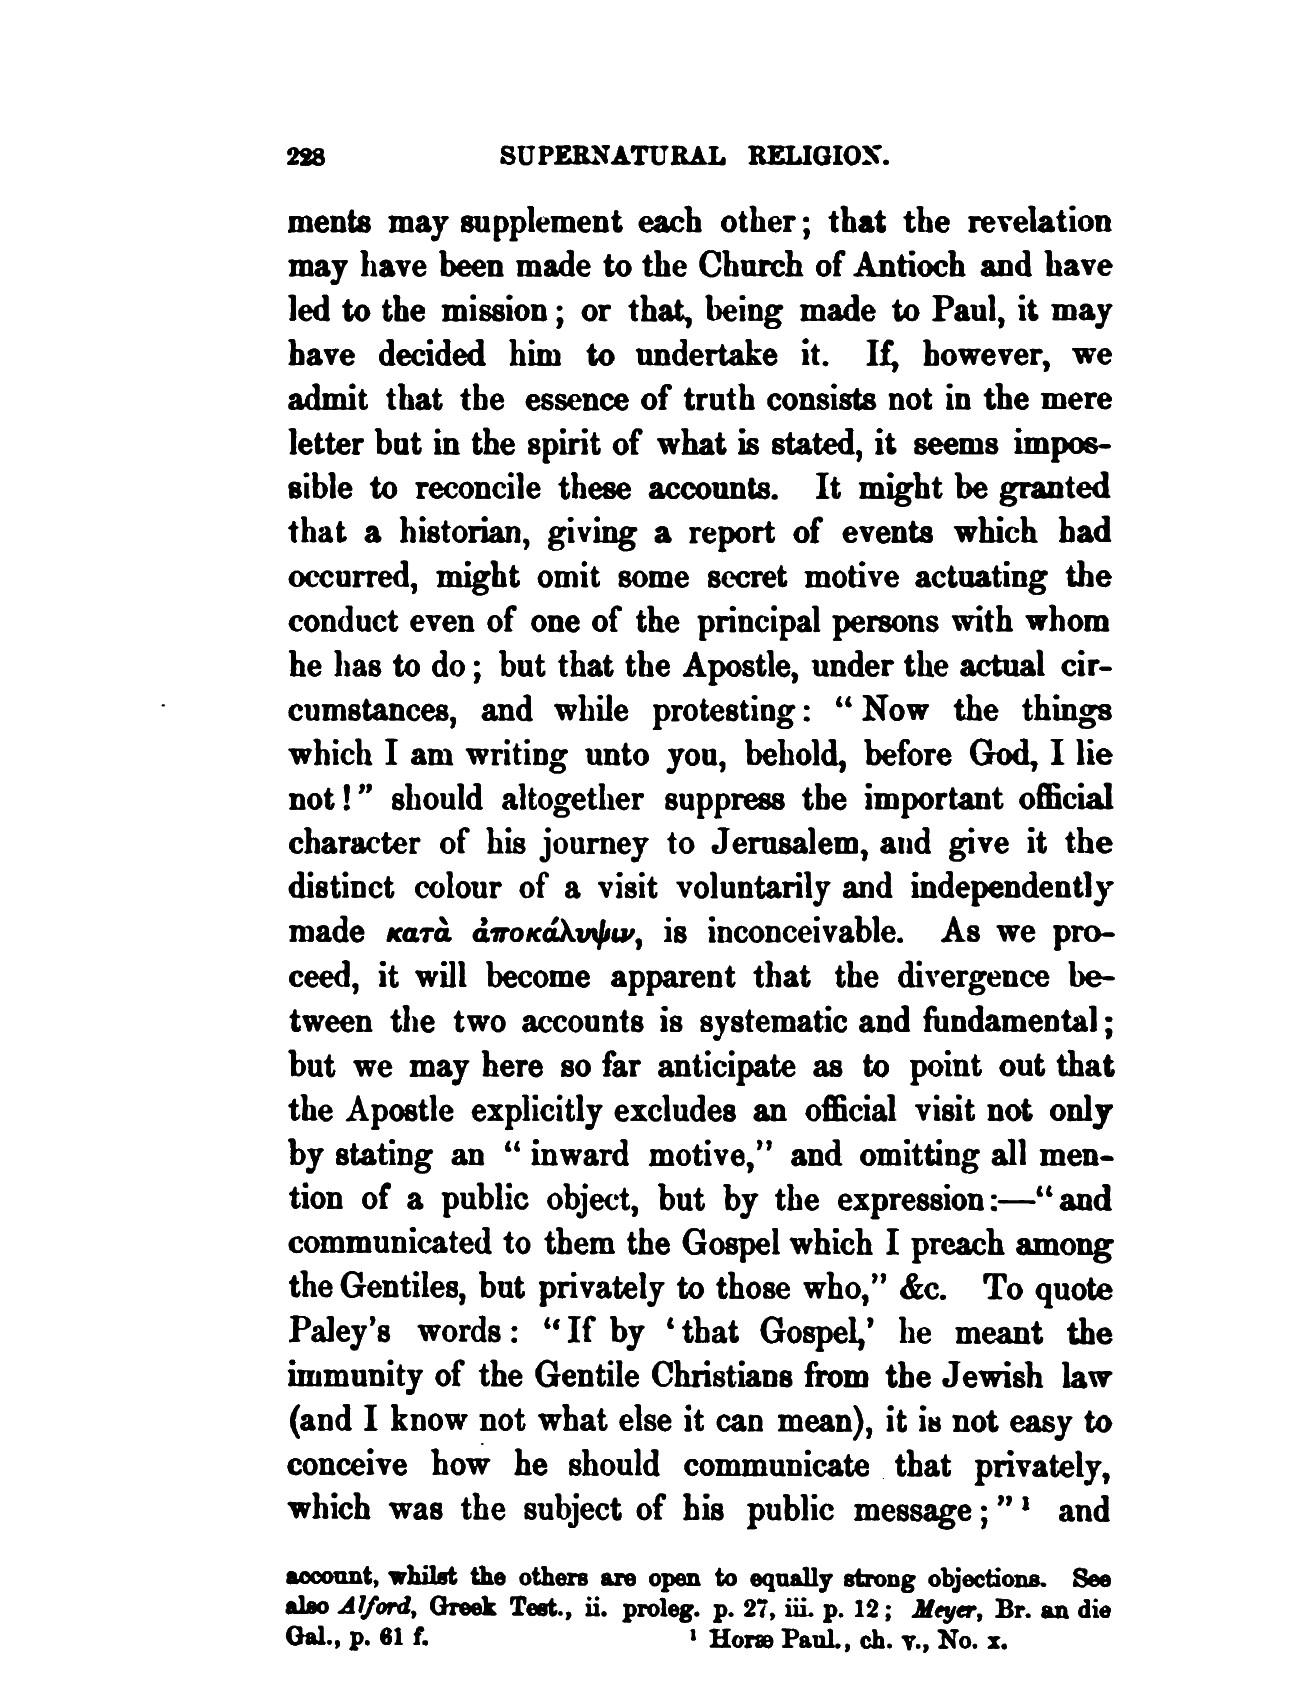 228 SUPERNATURAL RELIGION.
ments may supplement each other; that the revelation
may have been made to the Church of Antioch and have
led to the mission; or that, being made to Paul, it may
have decided him to undertake it. If, however, we
admit that the essence of truth consists not in the mere
letter but in the spirit of what is stated, it seems impos-
sible to reconcile these accounts. It might be granted
that a historian, giving a report of events which had
occurred, might omit some secret motive actuating the
conduct even of one of the principal persons with whom
he has to do; but that the Apostle, under the actual cir-
cumstances, and while protesting: “Now the things
which I am writing unto you, behold, before God, I lie
not!” should altogether suppress the important official
character of his journey to Jerusalem, and give it the
distinct colour of a visit voluntarily and independently
made κατὰ ἀποκάλυψιν, is inconceivable. As we pro-
ceed, it will become apparent that the divergence be-
tween the two accounts is systematic and fundamental;
but we may here so far anticipate as to point out that
the Apostle explicitly excludes an official visit not only
by stating an “inward motive,” and omitting all men-
tion of a public object, but by the expression:—“and
communicated to them the Gospel which I preach among
the Gentiles, but privately to those who,” &c. To quote
Paley's words: “If by ‘that Gospel,’ he meant the
immunity of the Gentile Christians from the Jewish law
(and I know not what else it can mean), it is not easy to
conceive how he should communicate that privately,
which was the subject of his public message;”¹ and
account, whilst the others are open to equally strong objections. See
also Alford, Greek Test., ii. proleg. p. 27, iii. p. 12; Meyer, Br. an die
Gal., p. 61 f. ¹ Horæ Paul., ch. v., No. x.